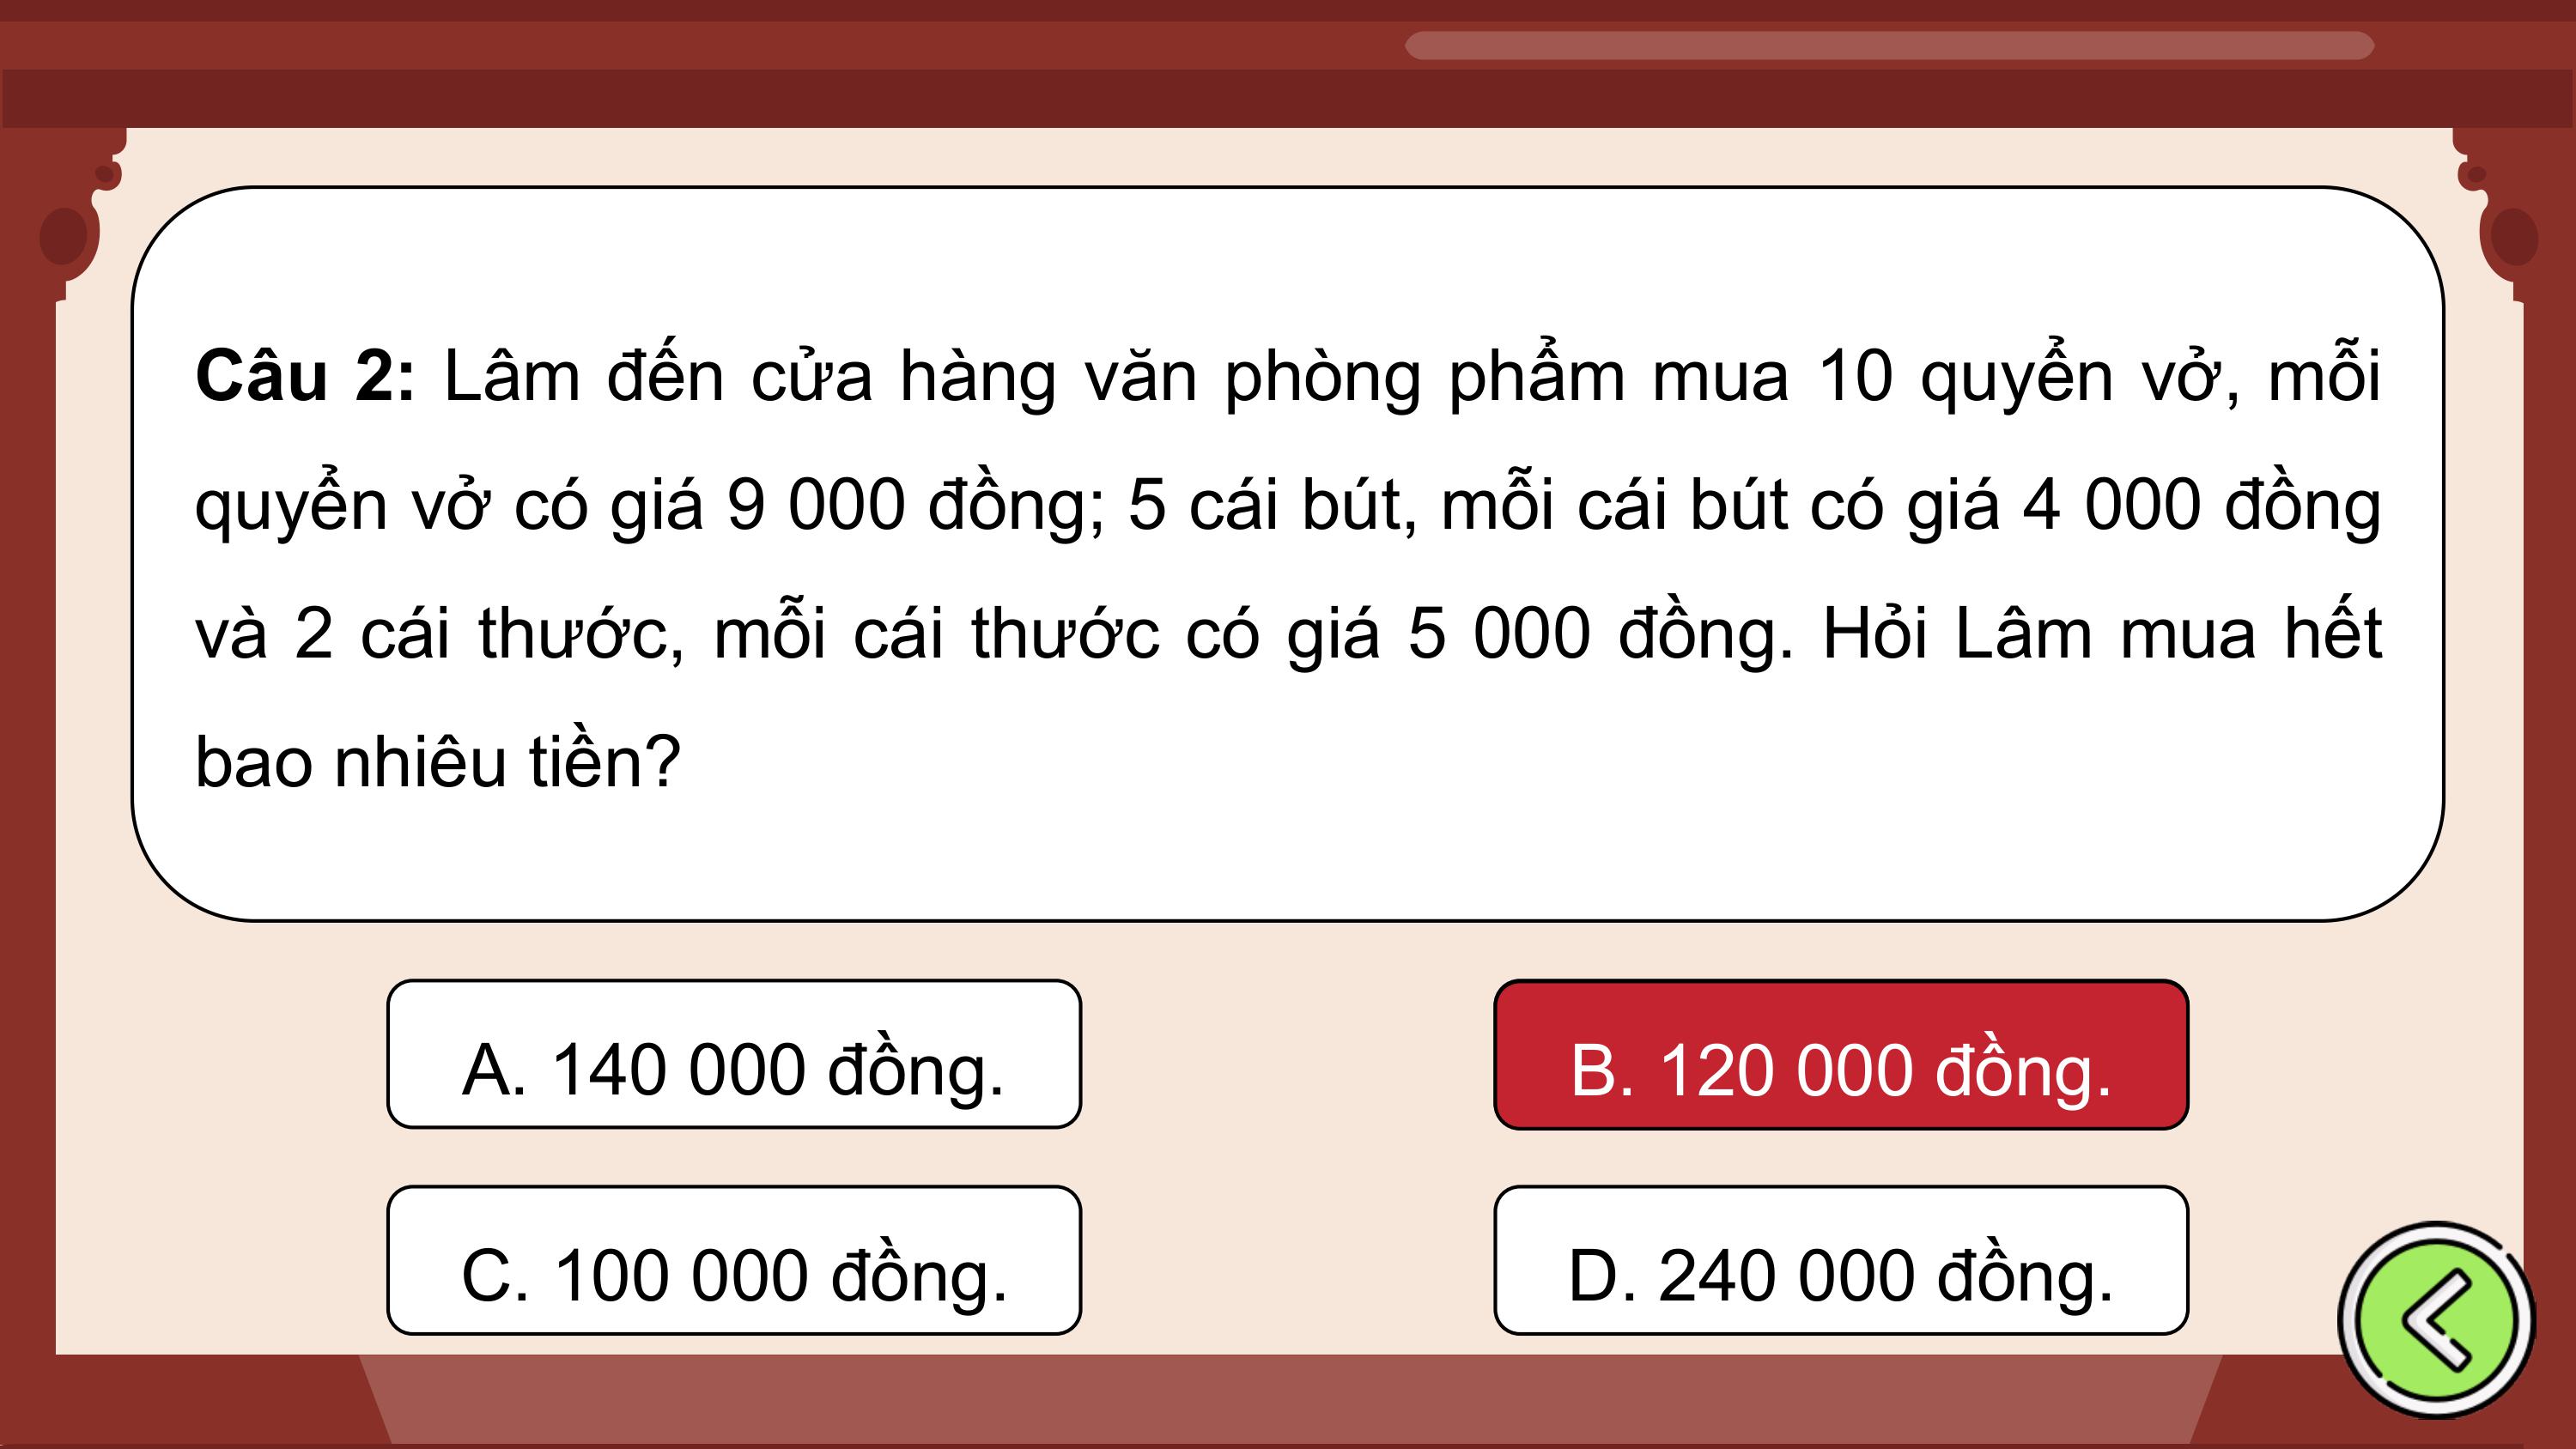 Câu 2: Lâm đến cửa hàng văn phòng phẩm mua 10 quyển vở, mỗi
quyển vở có giá 9 000 đồng; 5 cái bút, mỗi cái bút có giá 4 000 đồng
và 2 cái thước, mỗi cái thước có giá 5 000 đồng. Hỏi Lâm mua hết
bao nhiêu tiền?
A. 140 000 đồng.
B. 120 000 đồng.
C. 100 000 đồng.
D. 240 000 đồng.